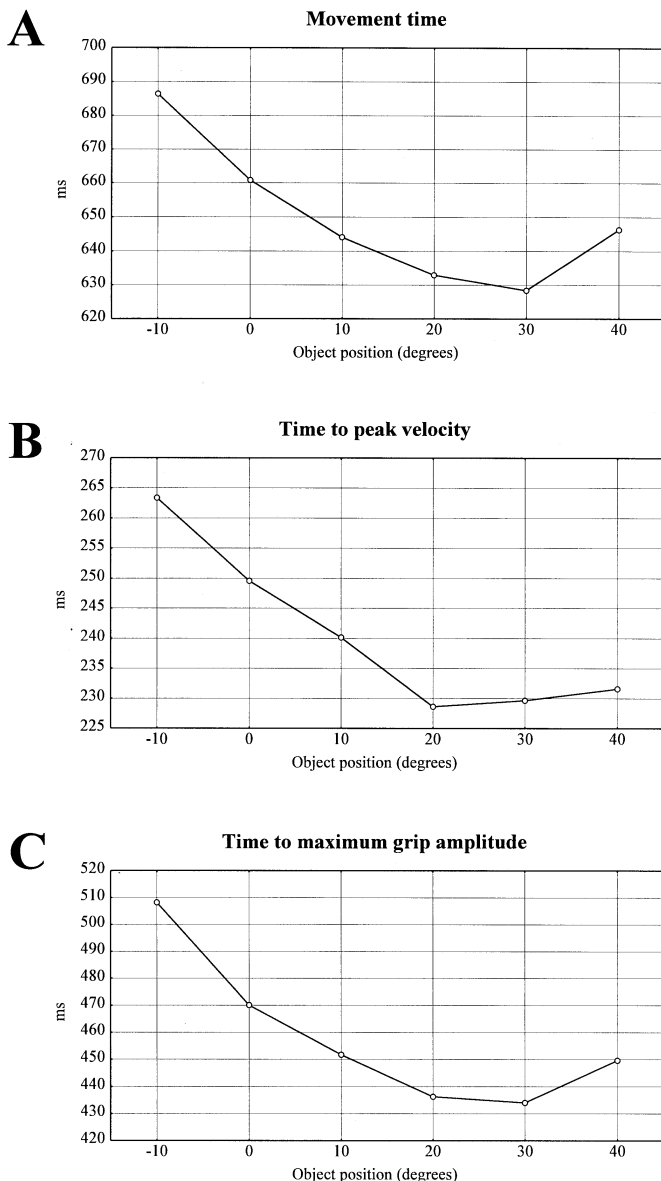 A
Movement time
700
690
680
670
660
650
640
630
620
ms
-10 0 10 20 30 40
Object position (degrees)
B
Time to peak velocity
270
265
255
250
245
240
235
230
225
ms
-10 0 10 20 30 40
Object position (degrees)
C
Time to maximum grip amplitude
520
510
500
490
480
470
460
450
440
430
420
ms
-10 0 10 20 30 40
Object position (degrees)